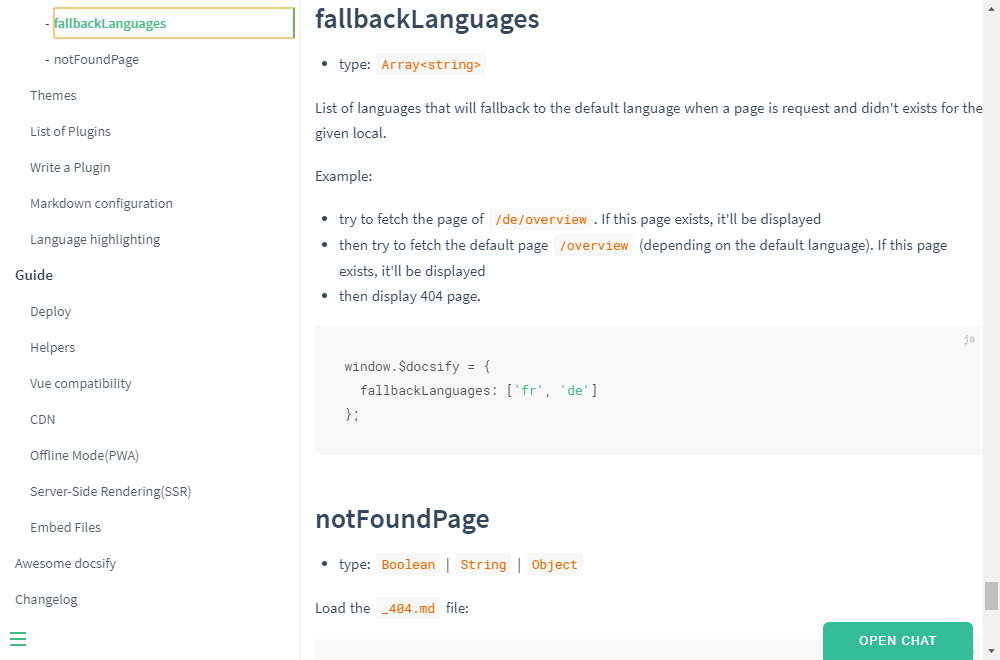 - fallbackLanguages
- notFoundPage
Themes
List of Plugins
Write a Plugin
Markdown configuration
Language highlighting
Guide
Deploy
Helpers
Vue compatibility
CDN
Offline Mode(PWA)
Server-Side Rendering(SSR)
Embed Files
Awesome docsify
Changelog
fallbackLanguages
• type: Array<string>
List of languages that will fallback to the default language when a page is request and didn't exists for the
given local.
Example:
• try to fetch the page of /de/overview . If this page exists, it'll be displayed
• then try to fetch the default page /overview (depending on the default language). If this page
exists, it'll be displayed
• then display 404 page.
js
window.$docsify = {
  fallbackLanguages: ['fr', 'de']
};
notFoundPage
• type: Boolean | String | Object
Load the _404.md file:
OPEN CHAT